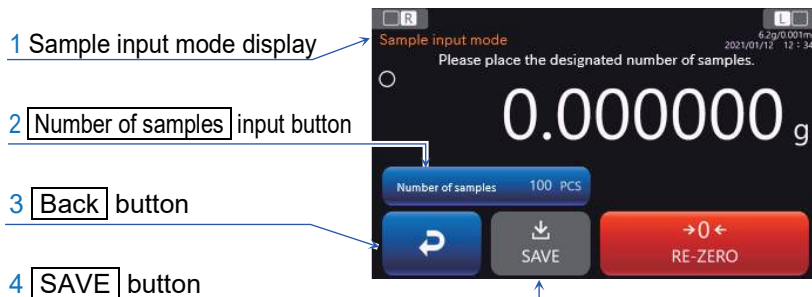 1 Sample input mode display
2 Number of samples input button
3 Back button
4 SAVE button
R
L
Sample input mode
6.2g/0.001m
2021/01/12 12:34
Please place the designated number of samples.
0.000000 g
Number of samples 100 PCS
SAVE
→0←
RE-ZERO